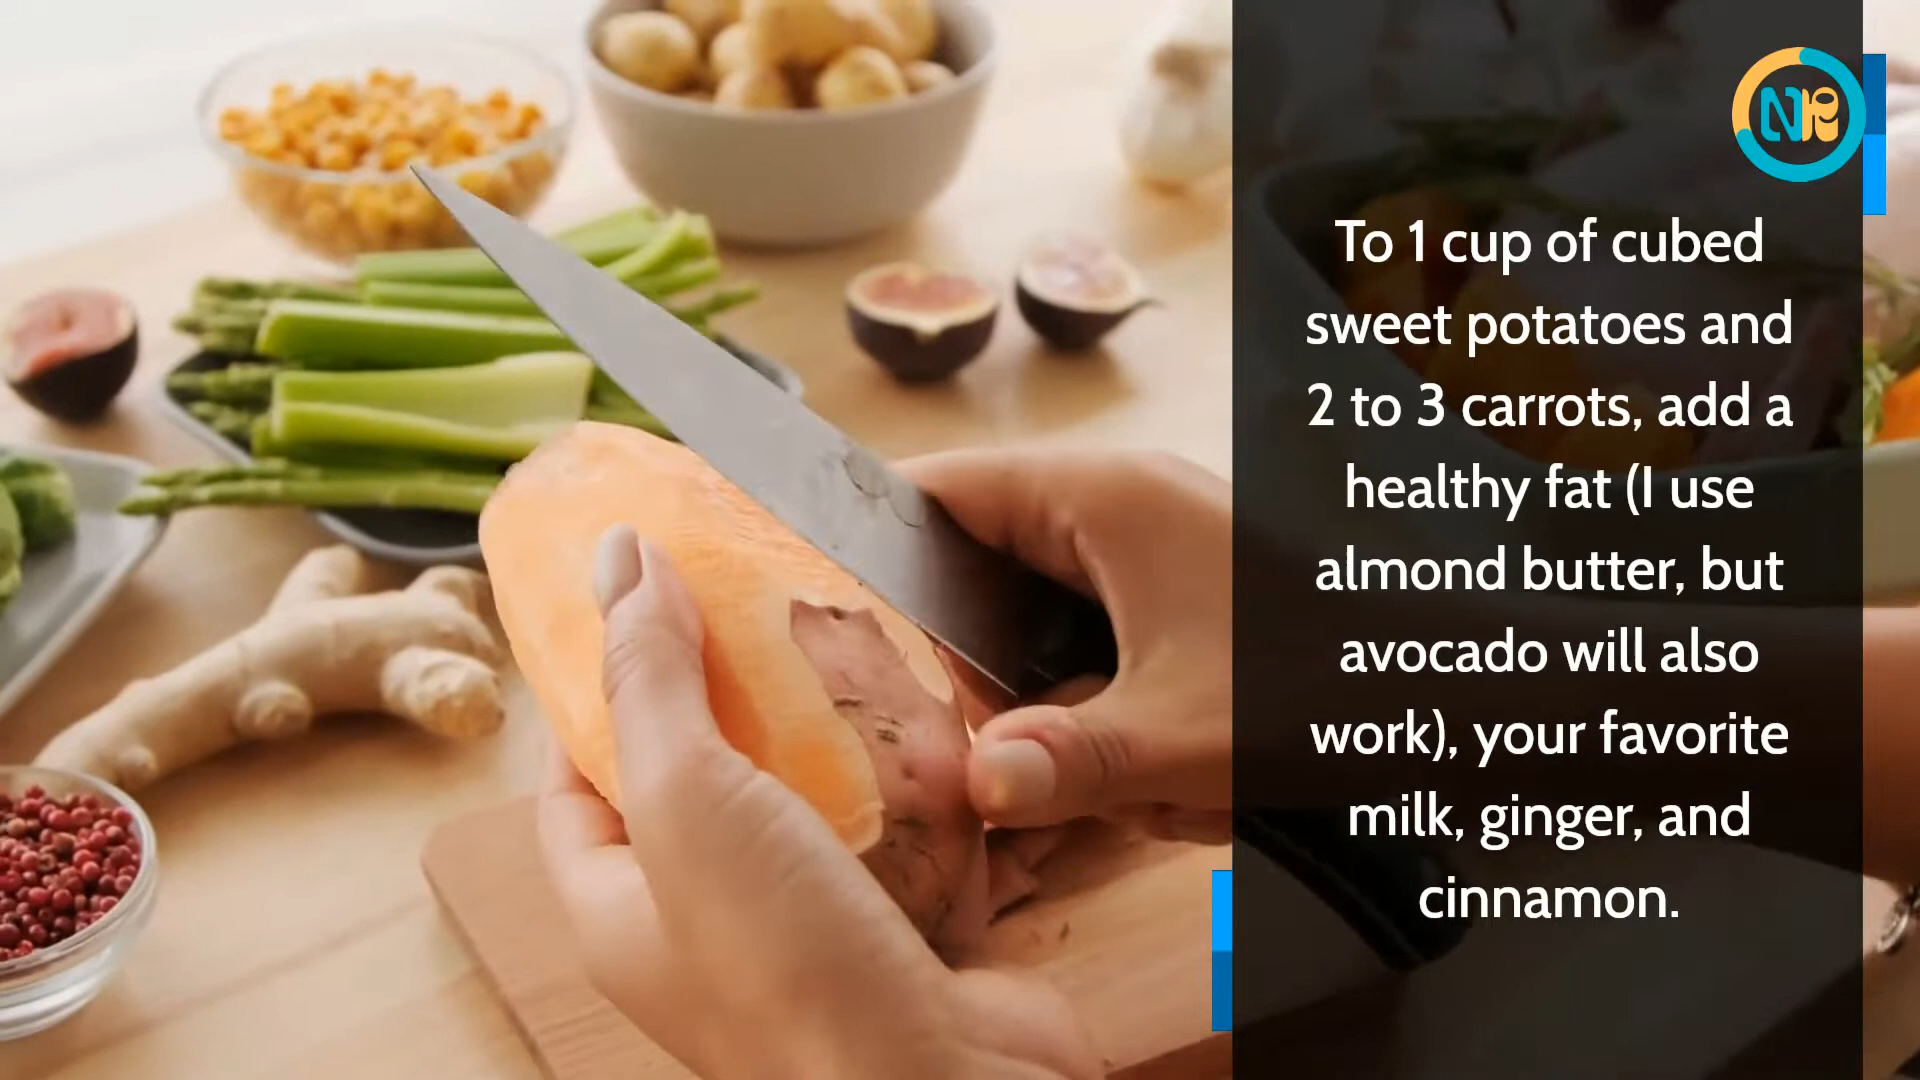 NR
To 1 cup of cubed
sweet potatoes and
2 to 3 carrots, add a
healthy fat (I use
almond butter, but
avocado will also
work), your favorite
milk, ginger, and
cinnamon.